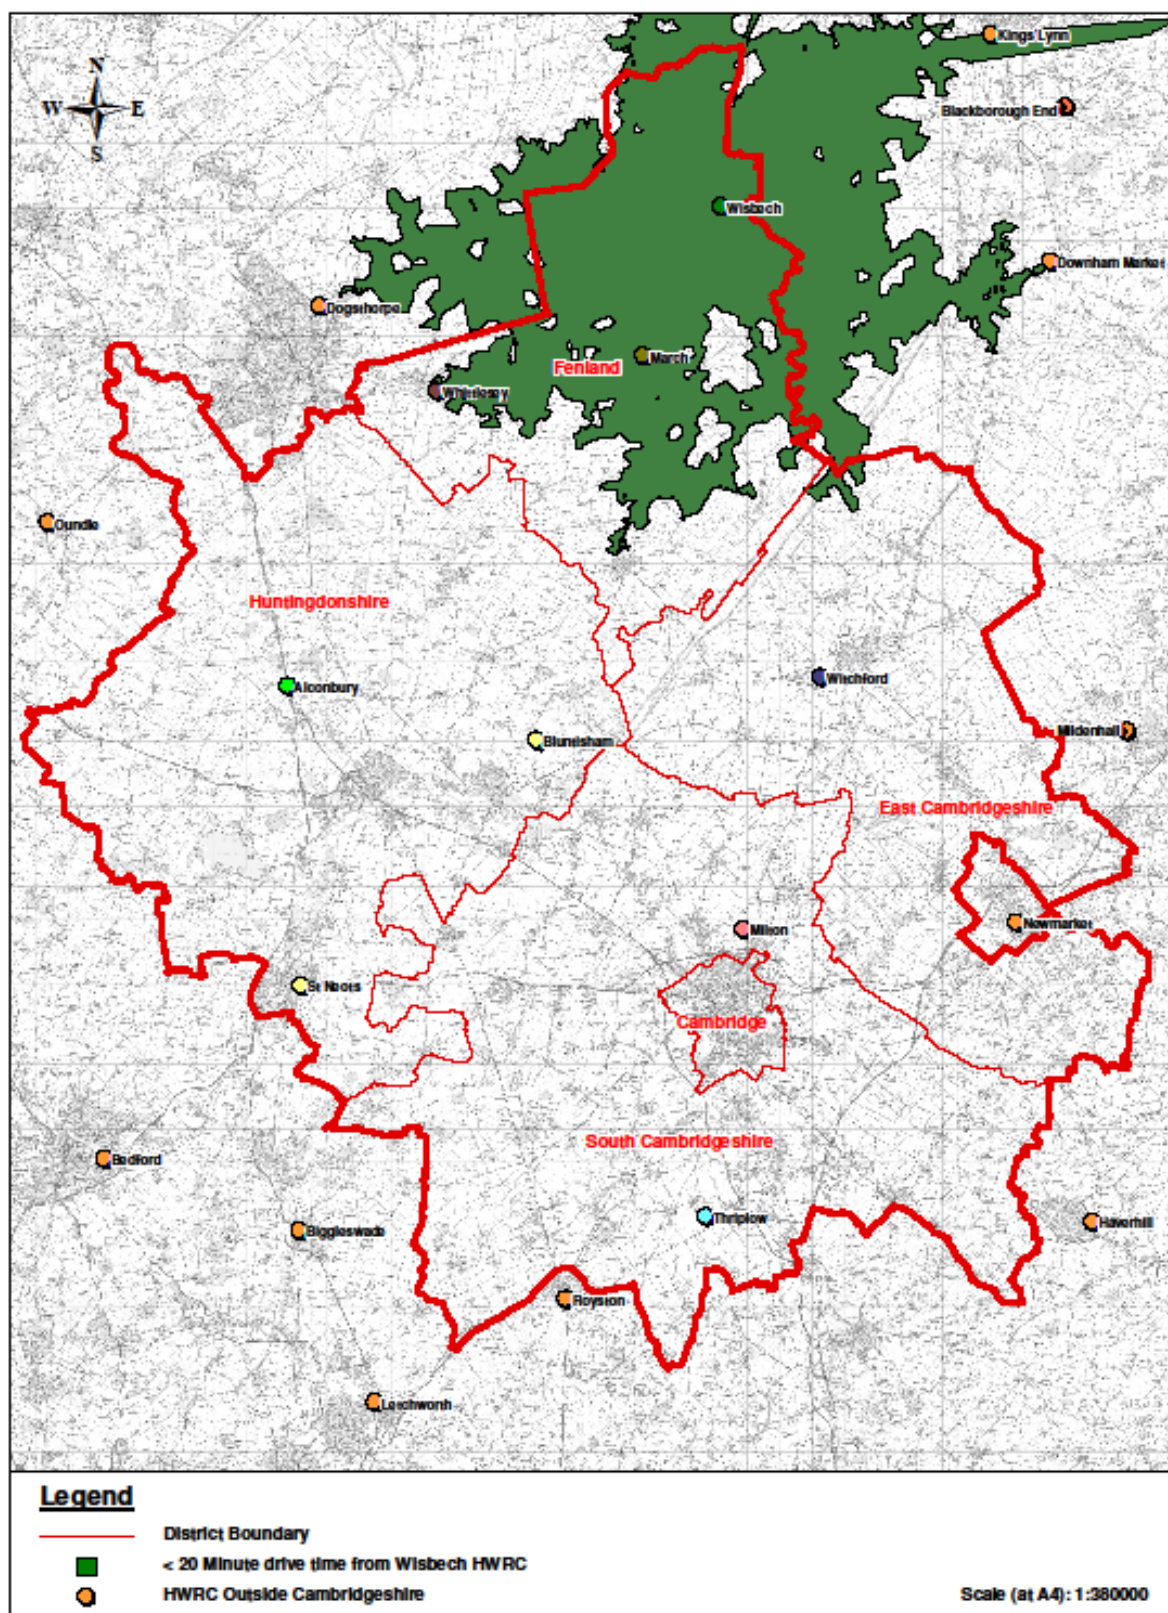 Kings Lynn
N
W E
S
Blackborough End
Wisbech
Downham Market
Dogsthorpe
March
Fenland
Whittlesey
Oundle
Huntingdonshire
Witchford
Alconbury
Mildenhall
Bluntisham
East Cambridgeshire
Newmarket
Milton
St Neots
Cambridge
South Cambridgeshire
Bedford
Thriplow
Haverhill
Biggleswade
Royston
Letchworth
Legend
District Boundary
< 20 Minute drive time from Wisbech HWRC
HWRC Outside Cambridgeshire
Scale (at A4): 1:380000